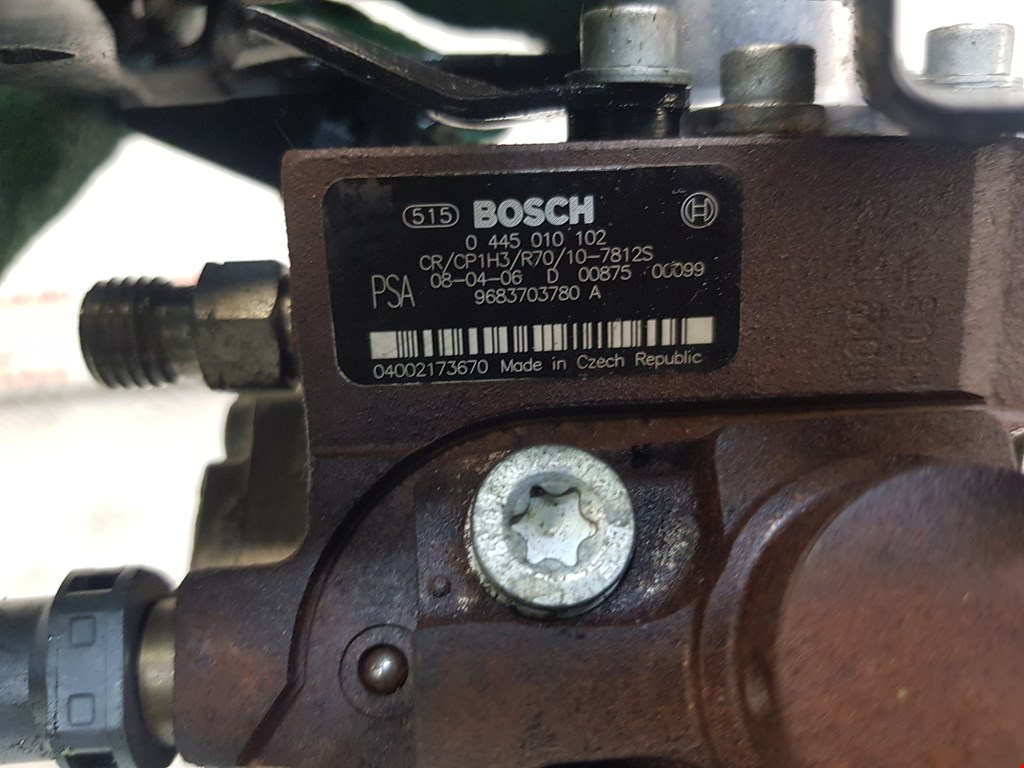 515 BOSCH
0 445 010 102
CR/CP1H3/R70/10-7812S
PSA 08-04-06 D 00875 00099
9683703780 A
04002173670 Made in Czech Republic